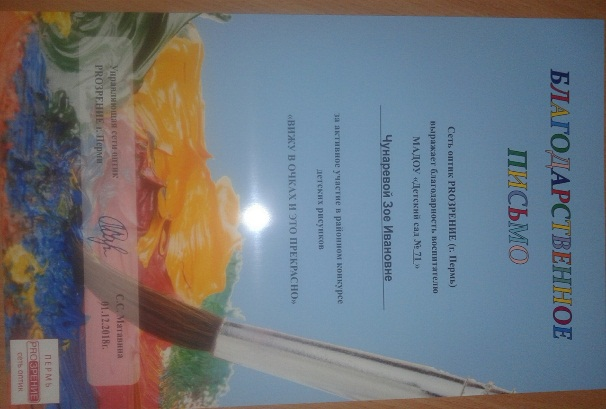 БЛАГОДАРСТВЕННОЕ
ПИСЬМО
Сеть оптик PROЗРЕНИЕ (г. Пермь)
выражает благодарность воспитателю
МАДОУ «Детский сад № 71»
Чунаревой Зое Ивановне
за активное участие в районном конкурсе
детских рисунков
«ВИЖУ В ОЧКАХ И ЭТО ПРЕКРАСНО»
Управляющая сети оптик
PROЗРЕНИЕ г. Пермь
С.С. Матавина
01.12.2018г.
ПЕРМЬ
PROЗРЕНИЕ
сеть оптик